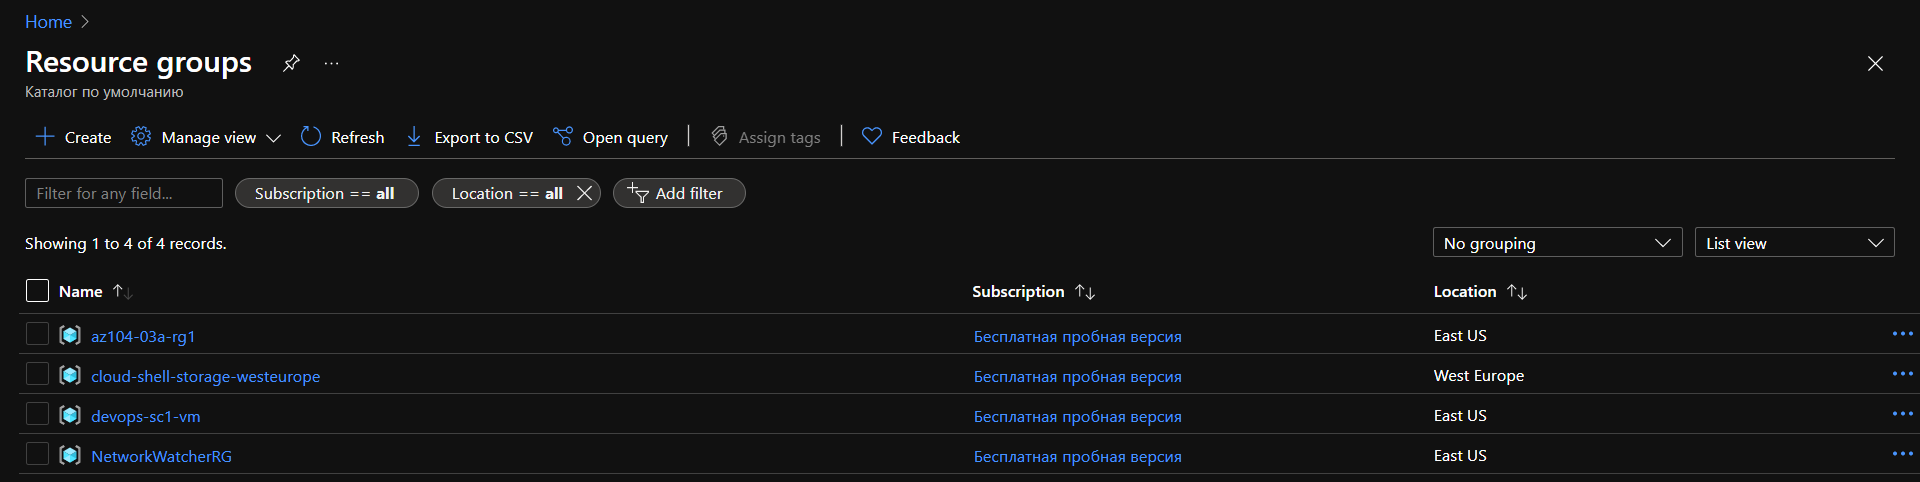 Home
Resource groups
Каталог по умолчанию
Create Manage view Refresh Export to CSV Open query Assign tags Feedback
Filter for any field... Subscription == all Location == all Add filter
Showing 1 to 4 of 4 records. No grouping List view
Name Subscription Location
az104-03a-rg1 Бесплатная пробная версия East US
cloud-shell-storage-westeurope Бесплатная пробная версия West Europe
devops-sc1-vm Бесплатная пробная версия East US
NetworkWatcherRG Бесплатная пробная версия East US